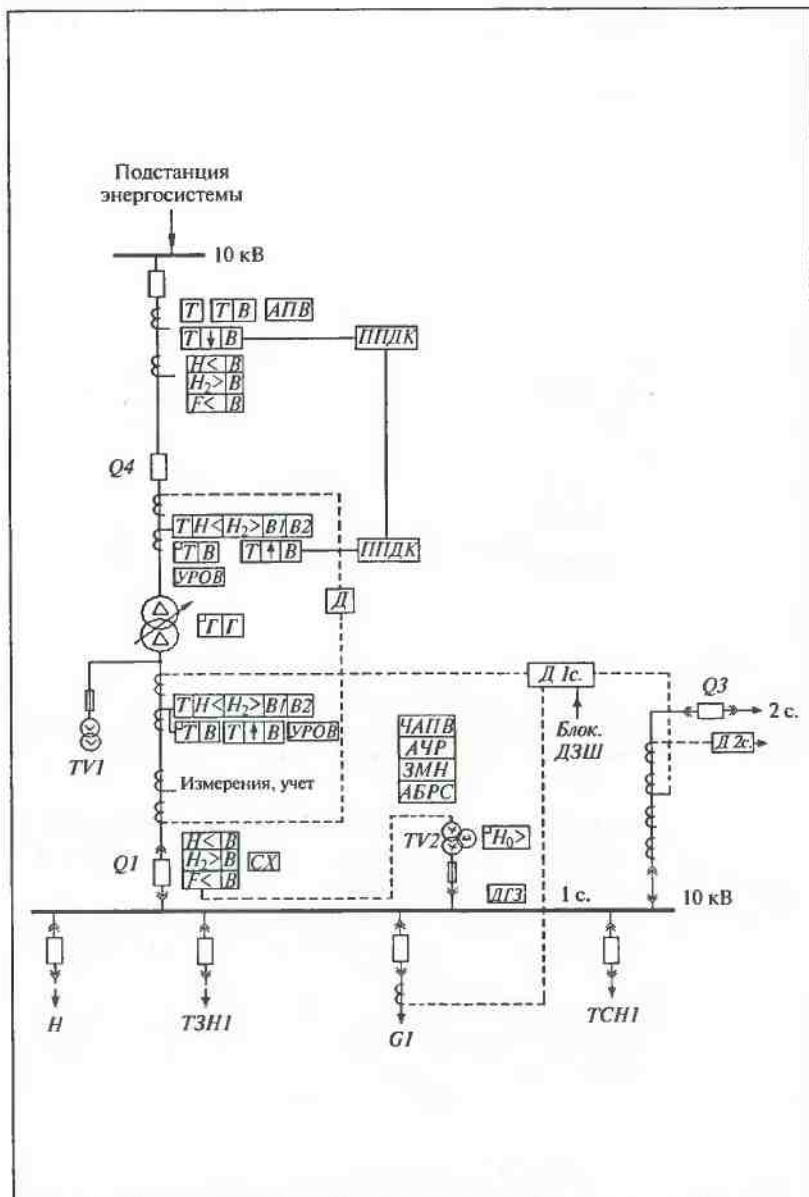 Подстанция
энергосистемы
10 кВ
Т Т В АПВ
Т ↓ В ППДК
Н< В
Н₂> В
F< В
Q4
Т Н< Н₂> В1 В2
Т В Т ↑ В ППДК
УРОВ
Д
Г Г
Д 1с.
Q3
2 с.
Т Н< Н₂> В1 В2
Т В Т ↑ В УРОВ
ЧАПВ
АЧР
ЗМН
АБРС
Блок.
ДЗШ
Д 2с.
TV1
Измерения, учет
TV2
Н₀>
Q1
Н< В
Н₂> В
F< В
СХ
ДГЗ
1 с.
10 кВ
Н
ТЗН1
G1
ТСН1